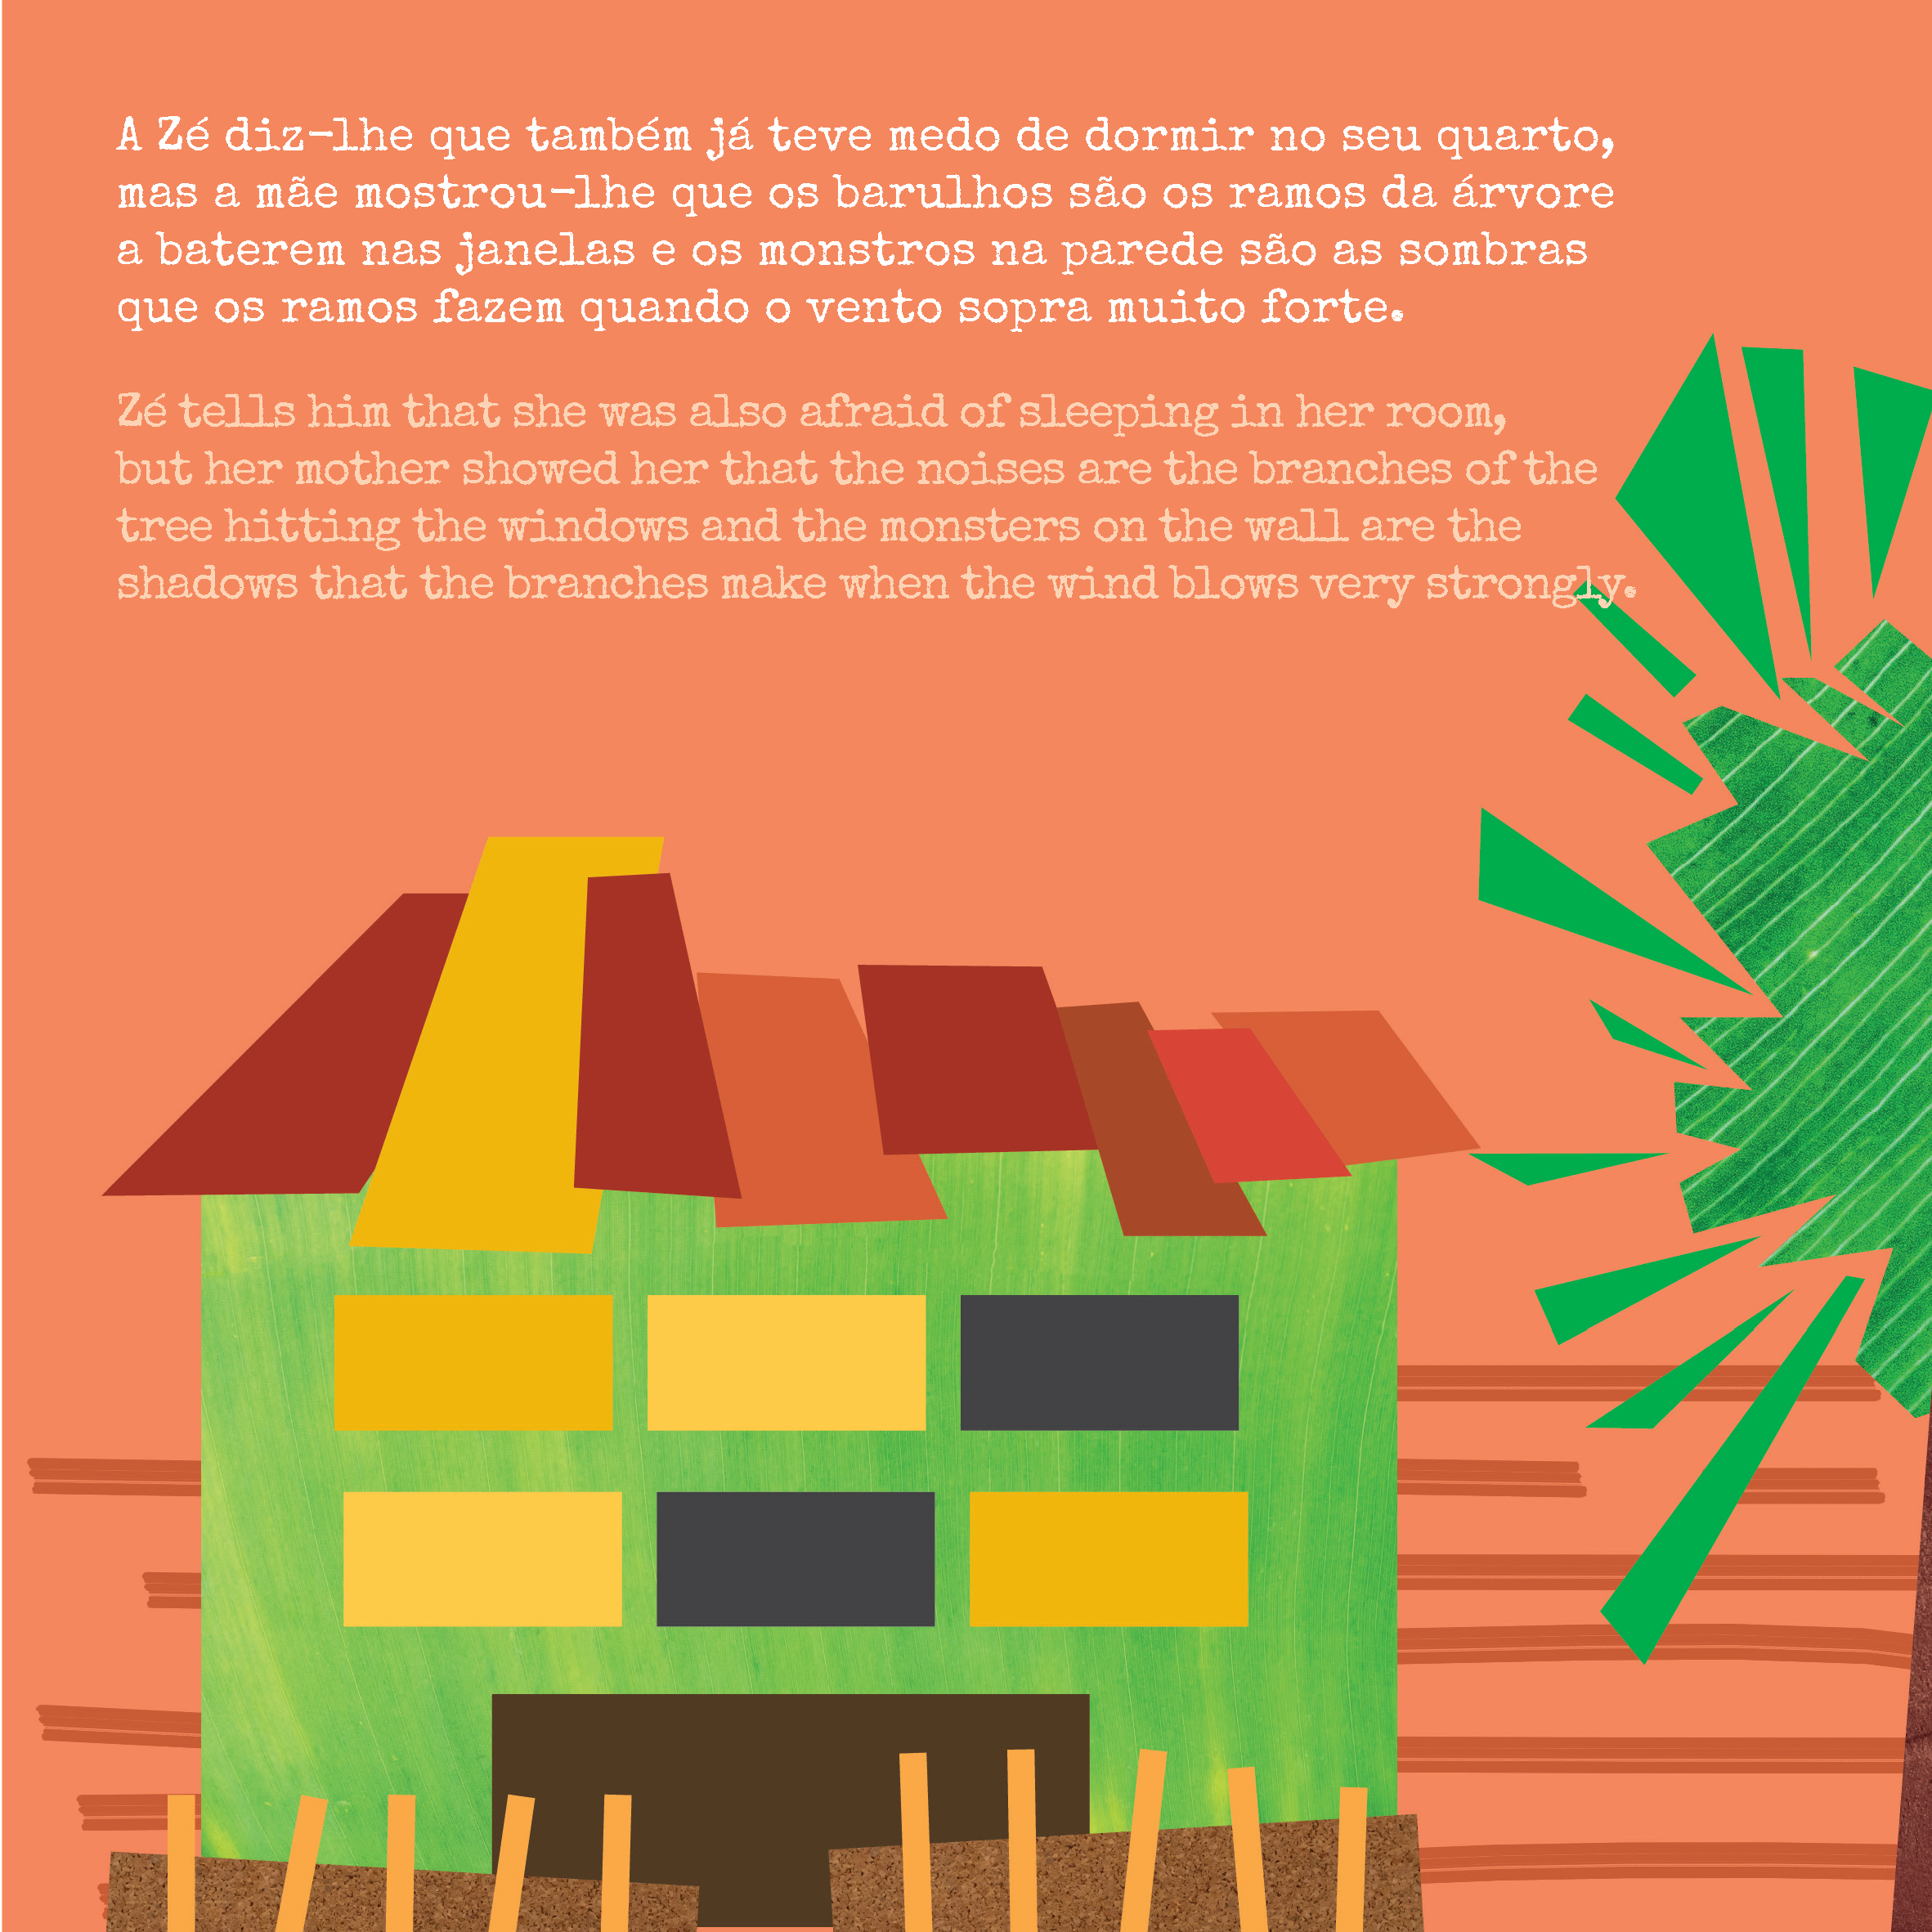 A Zé diz-lhe que também já teve medo de dormir no seu quarto,
mas a mãe mostrou-lhe que os barulhos são os ramos da árvore
a baterem nas janelas e os monstros na parede são as sombras
que os ramos fazem quando o vento sopra muito forte.
Zé tells him that she was also afraid of sleeping in her room,
but her mother showed her that the noises are the branches of the
tree hitting the windows and the monsters on the wall are the
shadows that the branches make when the wind blows very strongly.